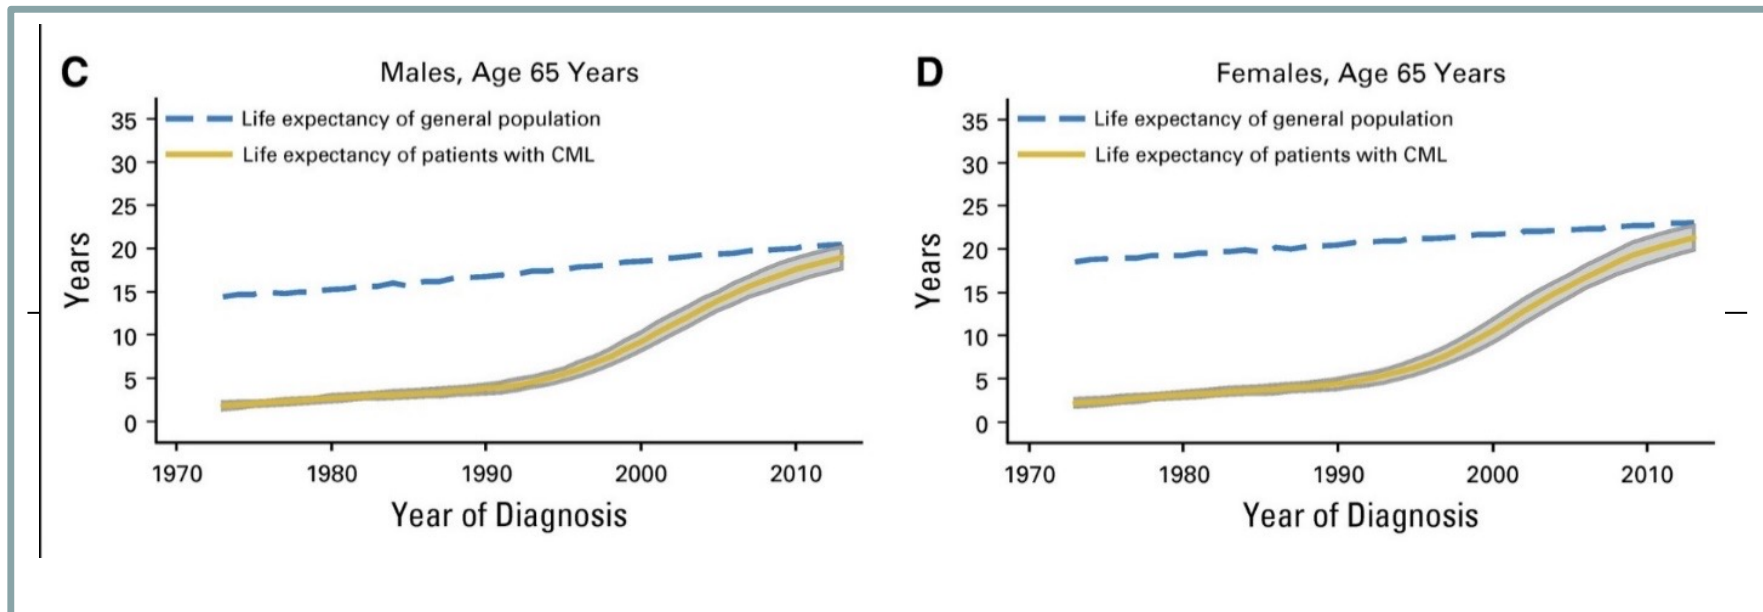 C
Males, Age 65 Years
Life expectancy of general population
Life expectancy of patients with CML
Years
35
30
25
20
15
10
5
0
1970 1980 1990 2000 2010
Year of Diagnosis
D
Females, Age 65 Years
Life expectancy of general population
Life expectancy of patients with CML
Years
35
30
25
20
15
10
5
0
1970 1980 1990 2000 2010
Year of Diagnosis